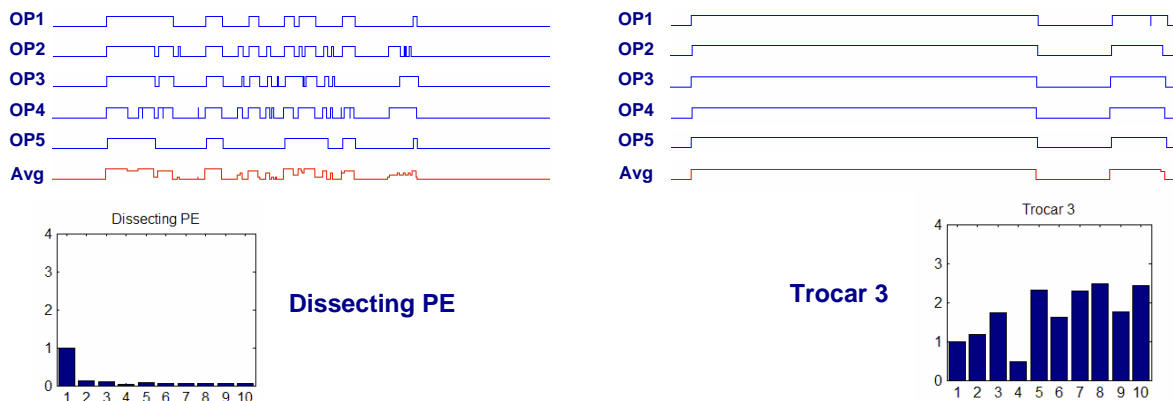 OP1
OP2
OP3
OP4
OP5
Avg
Dissecting PE
4
3
2
1
0
1 2 3 4 5 6 7 8 9 10
Dissecting PE
OP1
OP2
OP3
OP4
OP5
Avg
Trocar 3
Trocar 3
4
3
2
1
0
1 2 3 4 5 6 7 8 9 10